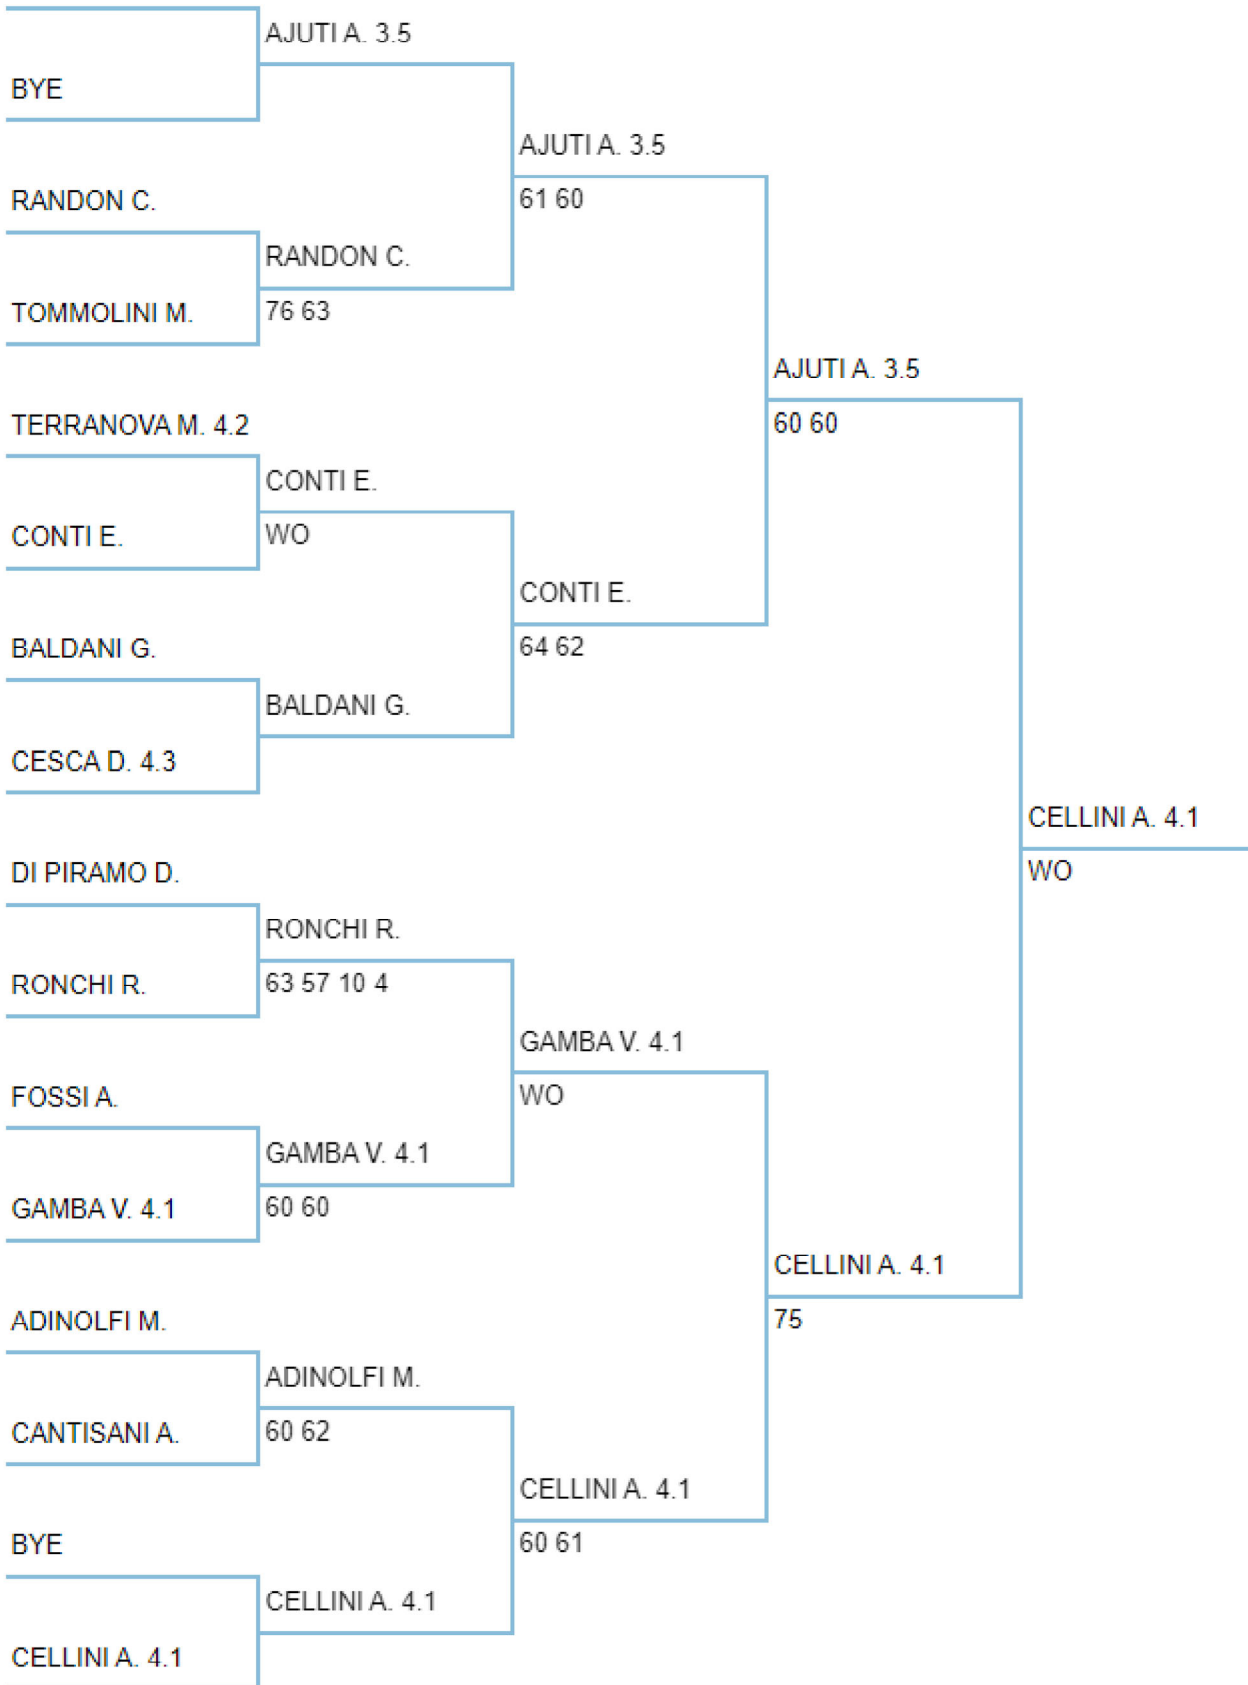 AJUTI A. 3.5
BYE
AJUTI A. 3.5
61 60
RANDON C.
RANDON C.
76 63
TOMMOLINI M.
AJUTI A. 3.5
60 60
TERRANOVA M. 4.2
CONTI E.
WO
CONTI E.
CONTI E.
64 62
BALDANI G.
BALDANI G.
CESCA D. 4.3
CELLINI A. 4.1
WO
DI PIRAMO D.
RONCHI R.
63 57 10 4
RONCHI R.
GAMBA V. 4.1
WO
FOSSI A.
GAMBA V. 4.1
60 60
GAMBA V. 4.1
CELLINI A. 4.1
75
ADINOLFI M.
ADINOLFI M.
60 62
CANTISANI A.
CELLINI A. 4.1
60 61
BYE
CELLINI A. 4.1
CELLINI A. 4.1